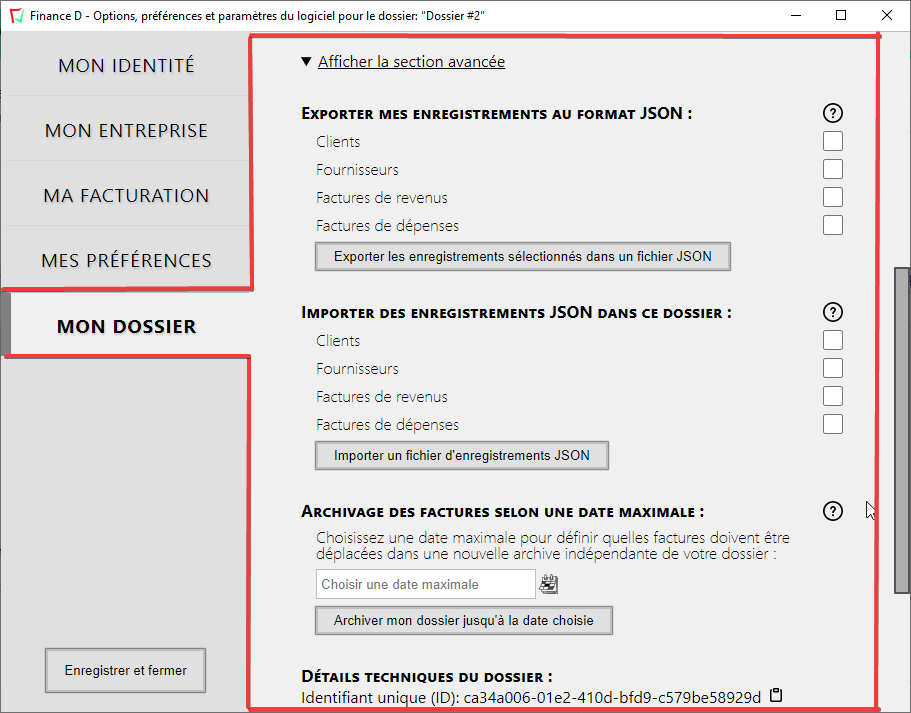 Finance D - Options, préférences et paramètres du logiciel pour le dossier: "Dossier #2"
MON IDENTITÉ
MON ENTREPRISE
MA FACTURATION
MES PRÉFÉRENCES
MON DOSSIER
Enregistrer et fermer
▼ Afficher la section avancée
Exporter mes enregistrements au format JSON : ?
Clients
Fournisseurs
Factures de revenus
Factures de dépenses
Exporter les enregistrements sélectionnés dans un fichier JSON
Importer des enregistrements JSON dans ce dossier : ?
Clients
Fournisseurs
Factures de revenus
Factures de dépenses
Importer un fichier d'enregistrements JSON
Archivage des factures selon une date maximale : ?
Choisissez une date maximale pour définir quelles factures doivent être
déplacées dans une nouvelle archive indépendante de votre dossier :
Choisir une date maximale
Archiver mon dossier jusqu'à la date choisie
Détails techniques du dossier :
Identifiant unique (ID): ca34a006-01e2-410d-bfd9-c579be58929d